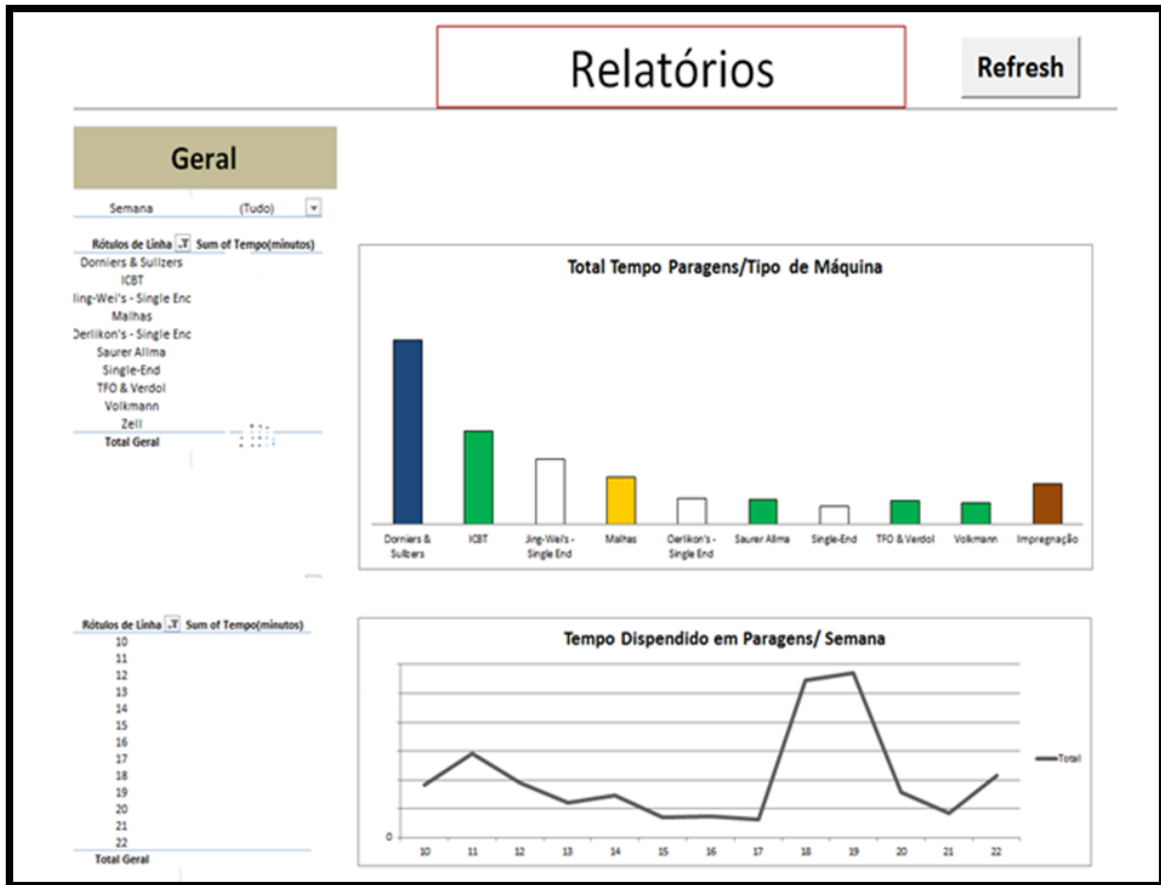 Relatórios
Refresh
Geral
Semana (Tudo)
Rótulos de Linha Sum of Tempo(minutos)
Dorniers & Sullzers
ICBT
Jing-Wei's - Single Enc
Malhas
Oerlikon's - Single Enc
Saurer Allma
Single-End
TFO & Verdol
Volkmann
Zell
Total Geral
Total Tempo Paragens/Tipo de Máquina
Dorniers & Sullzers
ICBT
Jing-Wei's - Single End
Malhas
Oerlikon's - Single End
Saurer Allma
Single-End
TFO & Verdol
Volkmann
Impregnação
Rótulos de Linha Sum of Tempo(minutos)
10
11
12
13
14
15
16
17
18
19
20
21
22
Total Geral
Tempo Dispendido em Paragens/ Semana
0
10 11 12 13 14 15 16 17 18 19 20 21 22
Total